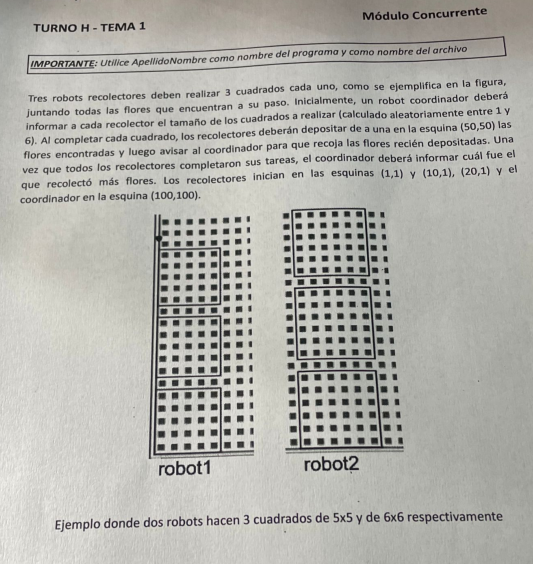 Módulo Concurrente
TURNO H - TEMA 1
IMPORTANTE: Utilice ApellidoNombre como nombre del programa y como nombre del archivo
Tres robots recolectores deben realizar 3 cuadrados cada uno, como se ejemplifica en la figura,
juntando todas las flores que encuentran a su paso. Inicialmente, un robot coordinador deberá
informar a cada recolector el tamaño de los cuadrados a realizar (calculado aleatoriamente entre 1 y
6). Al completar cada cuadrado, los recolectores deberán depositar de a una en la esquina (50,50) las
flores encontradas y luego avisar al coordinador para que recoja las flores recién depositadas. Una
vez que todos los recolectores completaron sus tareas, el coordinador deberá informar cuál fue el
que recolectó más flores. Los recolectores inician en las esquinas (1,1) y (10,1), (20,1) y el
coordinador en la esquina (100,100).
robot1
robot2
Ejemplo donde dos robots hacen 3 cuadrados de 5x5 y de 6x6 respectivamente